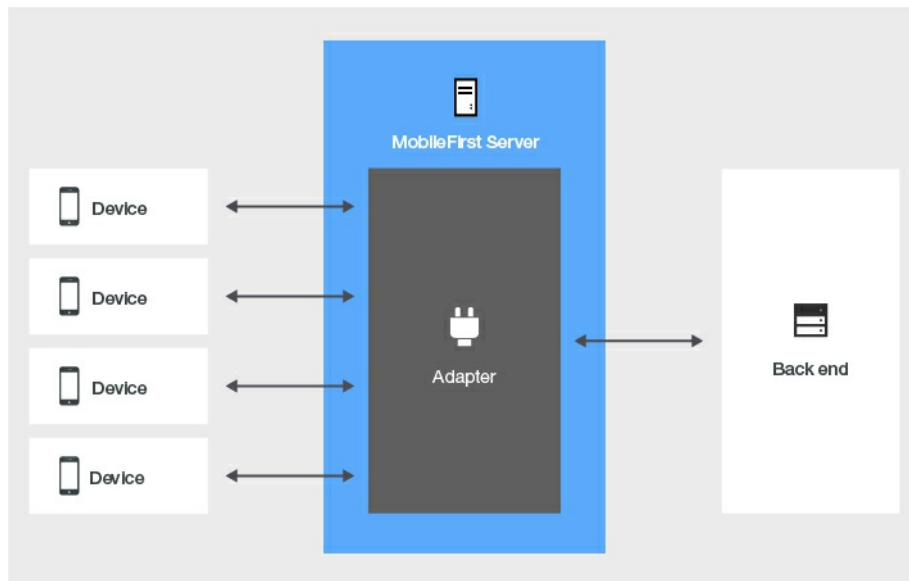 MobileFirst Server
Device
Device
Device
Device
Adapter
Back end